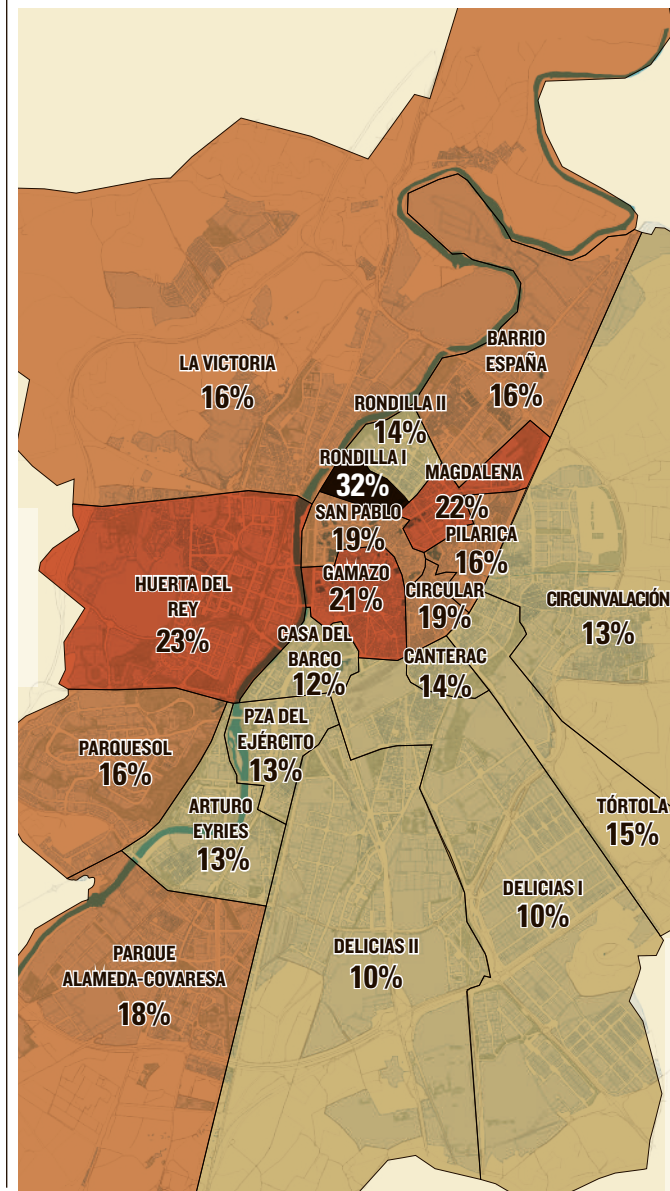 BARRIO
ESPAÑA
16%
LA VICTORIA
16%
RONDILLA II
14%
RONDILLA I
32%
MAGDALENA
22%
SAN PABLO
19%
PILARICA
16%
GAMAZO
21%
HUERTA DEL
REY
23%
CIRCULAR
19%
CIRCUNVALACIÓN
13%
CASA DEL
BARCO
12%
CANTERAC
14%
PZA DEL
EJÉRCITO
13%
PARQUESOL
16%
ARTURO
EYRIES
13%
TÓRTOLA
15%
DELICIAS I
10%
DELICIAS II
10%
PARQUE
ALAMEDA-COVARESA
18%